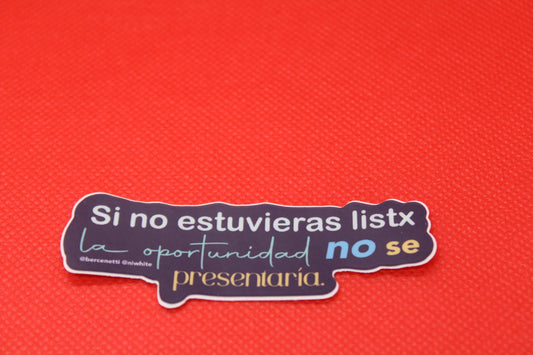 Si no estuvieras listx
la oportunidad no se
@bercenetti @niwhite
presentaría.